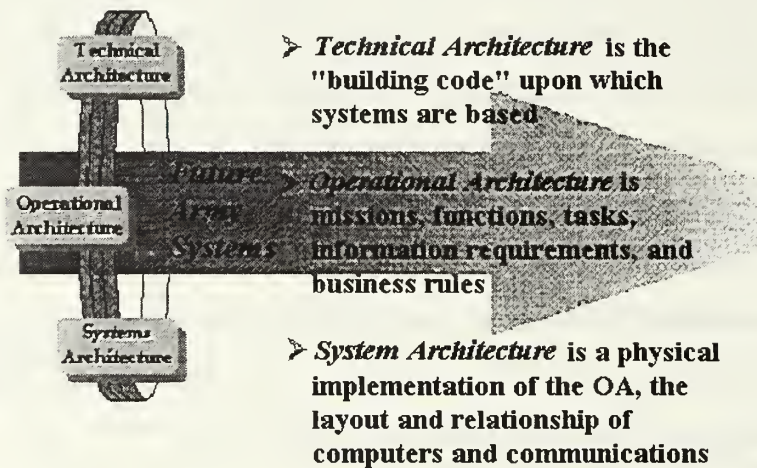 Technical
Architecture
➢ Technical Architecture is the
"building code" upon which
systems are based
Operational
Architecture
Future
Army
Systems
➢ Operational Architecture is
missions, functions, tasks,
information requirements, and
business rules
Systems
Architecture
➢ System Architecture is a physical
implementation of the OA, the
layout and relationship of
computers and communications